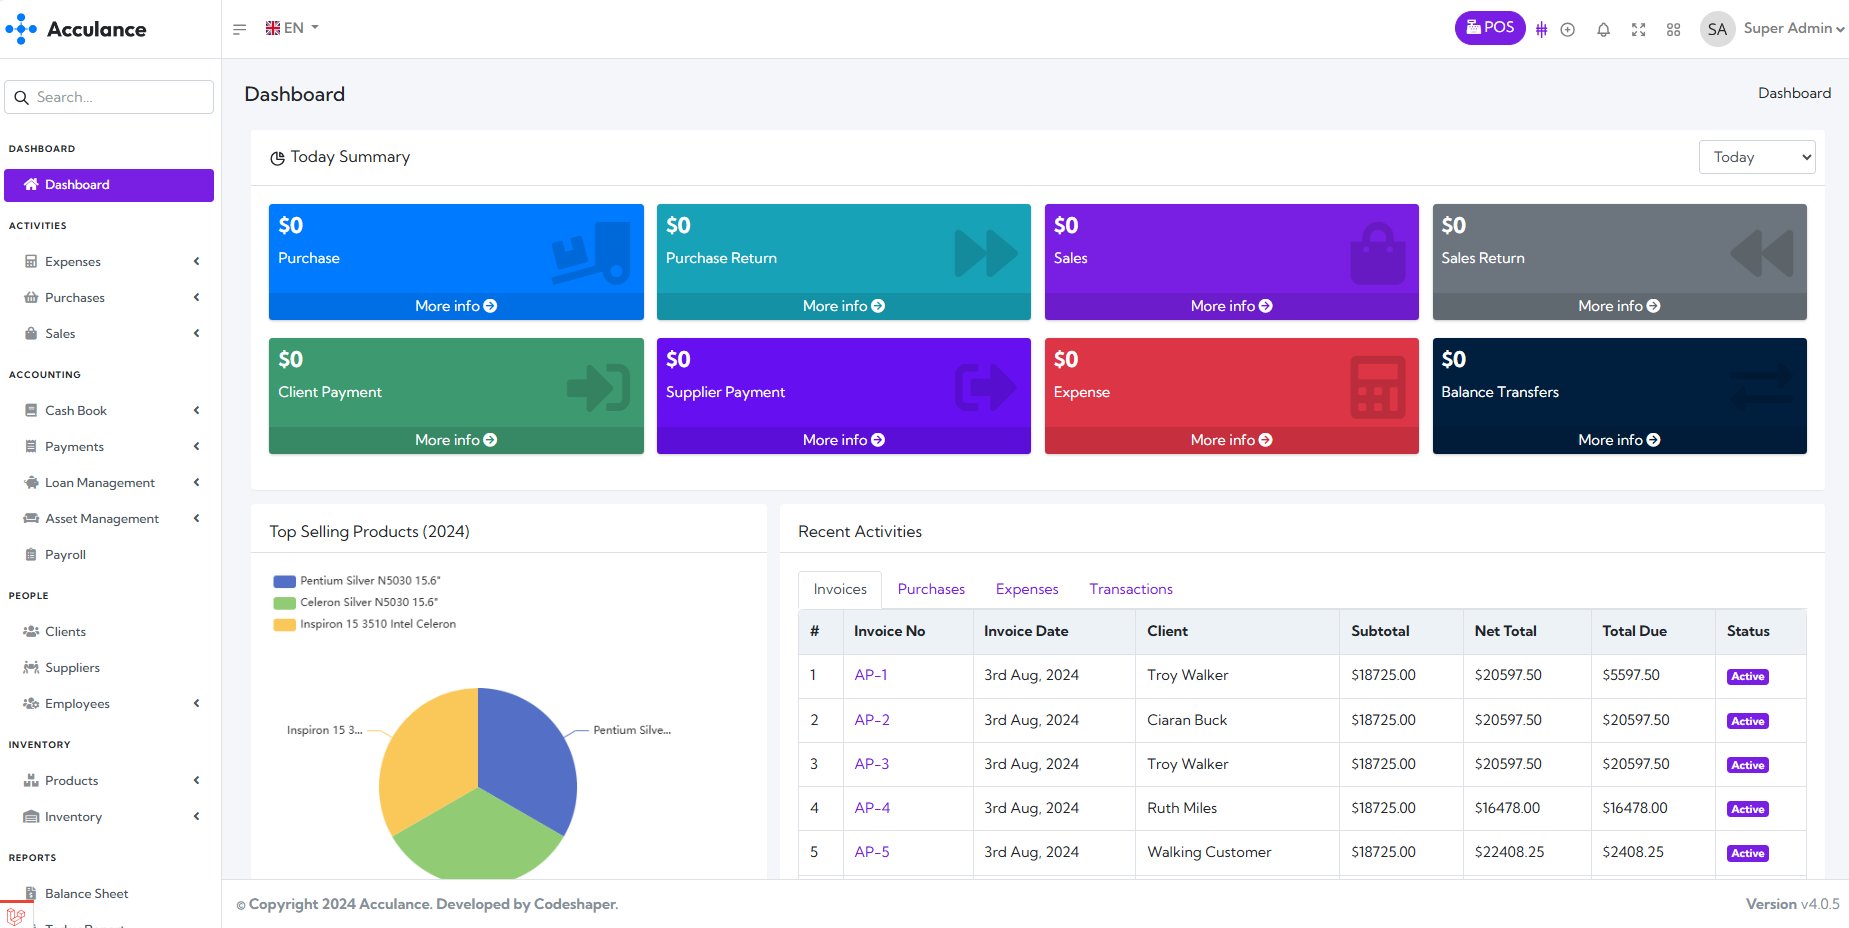 Acculance
EN
POS
SA
Super Admin
Search...
DASHBOARD
Dashboard
ACTIVITIES
Expenses
Purchases
Sales
ACCOUNTING
Cash Book
Payments
Loan Management
Asset Management
Payroll
PEOPLE
Clients
Suppliers
Employees
INVENTORY
Products
Inventory
REPORTS
Balance Sheet
Dashboard
Dashboard
Today Summary
Today
$0
Purchase
More info
$0
Purchase Return
More info
$0
Sales
More info
$0
Sales Return
More info
$0
Client Payment
More info
$0
Supplier Payment
More info
$0
Expense
More info
$0
Balance Transfers
More info
Top Selling Products (2024)
Pentium Silver N5030 15.6"
Celeron Silver N5030 15.6"
Inspiron 15 3510 Intel Celeron
Inspiron 15 3...
Pentium Silve...
Recent Activities
Invoices Purchases Expenses Transactions
# Invoice No Invoice Date Client Subtotal Net Total Total Due Status
1 AP-1 3rd Aug, 2024 Troy Walker $18725.00 $20597.50 $5597.50 Active
2 AP-2 3rd Aug, 2024 Ciaran Buck $18725.00 $20597.50 $20597.50 Active
3 AP-3 3rd Aug, 2024 Troy Walker $18725.00 $20597.50 $20597.50 Active
4 AP-4 3rd Aug, 2024 Ruth Miles $18725.00 $16478.00 $16478.00 Active
5 AP-5 3rd Aug, 2024 Walking Customer $18725.00 $22408.25 $2408.25 Active
© Copyright 2024 Acculance. Developed by Codeshaper.
Version v4.0.5